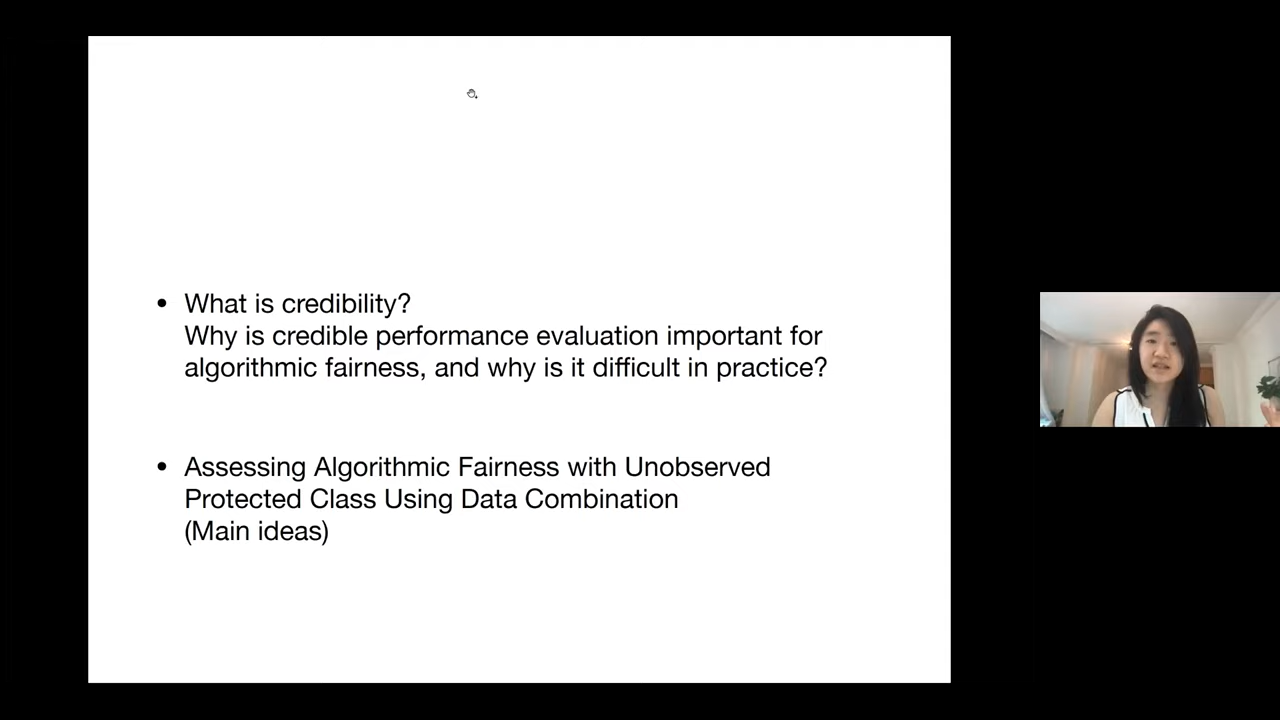 • What is credibility?
Why is credible performance evaluation important for
algorithmic fairness, and why is it difficult in practice?
• Assessing Algorithmic Fairness with Unobserved
Protected Class Using Data Combination
(Main ideas)